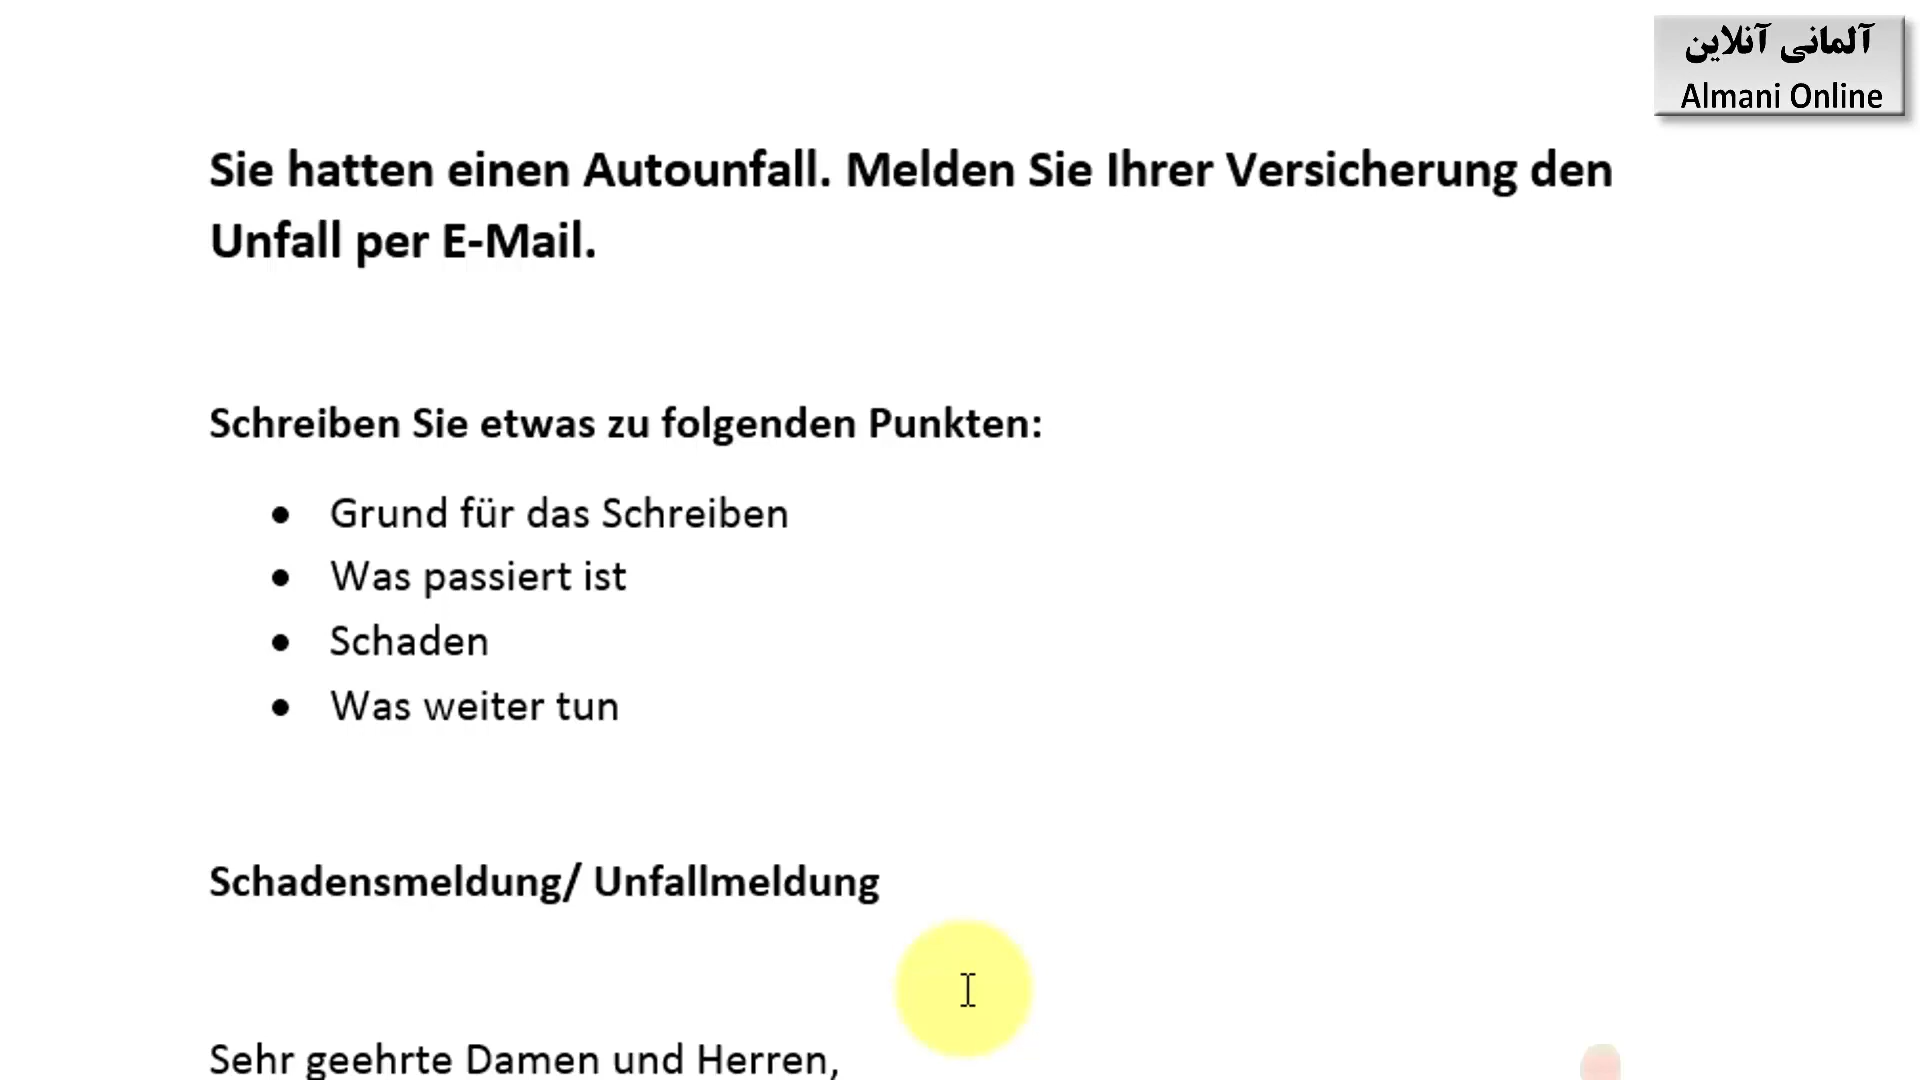 آلمانی آنلاین
Almani Online
Sie hatten einen Autounfall. Melden Sie Ihrer Versicherung den
Unfall per E-Mail.
Schreiben Sie etwas zu folgenden Punkten:
• Grund für das Schreiben
• Was passiert ist
• Schaden
• Was weiter tun
Schadensmeldung/ Unfallmeldung
Sehr geehrte Damen und Herren,